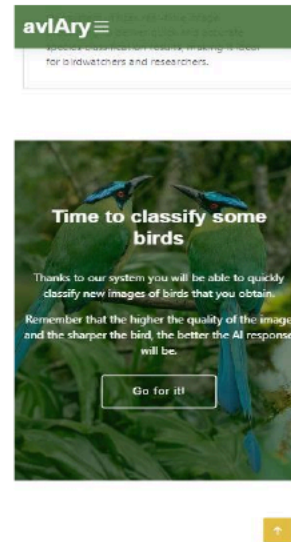 avIAry
for birdwatchers and researchers.
Time to classify some
birds
Thanks to our system you will be able to quickly
classify new images of birds that you obtain.
Remember that the higher the quality of the image
and the sharper the bird, the better the AI response
will be.
Go for it!